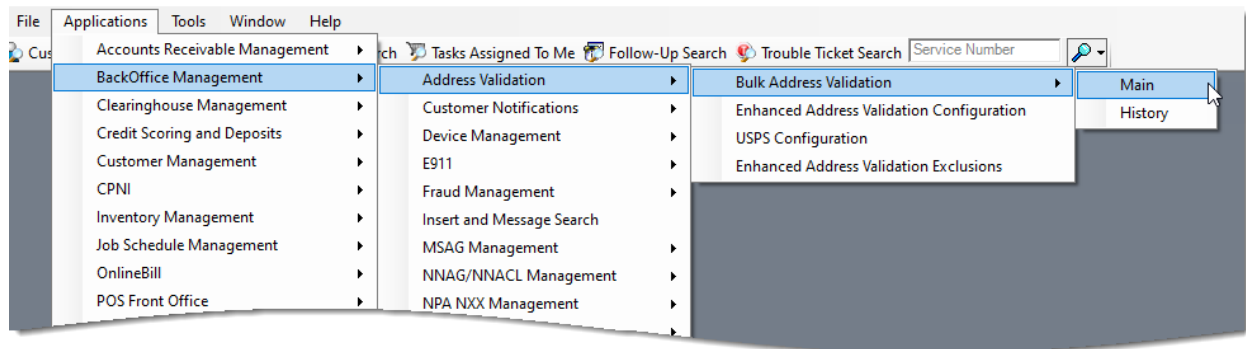 File Applications Tools Window Help
Cus ch Tasks Assigned To Me Follow-Up Search Trouble Ticket Search Service Number
Accounts Receivable Management
BackOffice Management
Clearinghouse Management
Credit Scoring and Deposits
Customer Management
CPNI
Inventory Management
Job Schedule Management
OnlineBill
POS Front Office
Address Validation
Customer Notifications
Device Management
E911
Fraud Management
Insert and Message Search
MSAG Management
NNAG/NNACL Management
NPA NXX Management
Bulk Address Validation
Enhanced Address Validation Configuration
USPS Configuration
Enhanced Address Validation Exclusions
Main
History